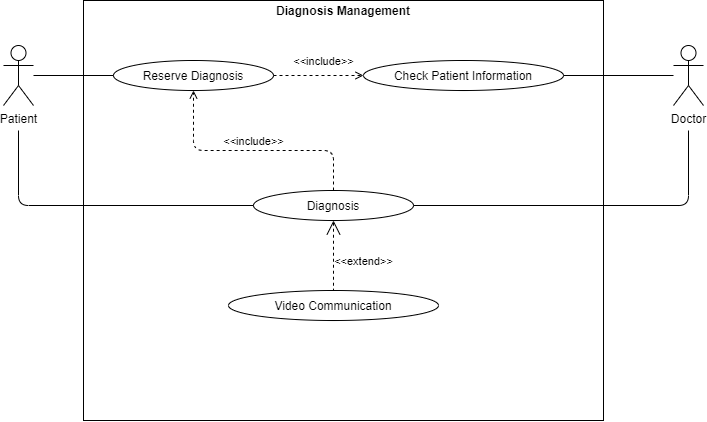 Diagnosis Management
<<include>>
Reserve Diagnosis
Check Patient Information
Patient
Doctor
<<include>>
Diagnosis
<<extend>>
Video Communication